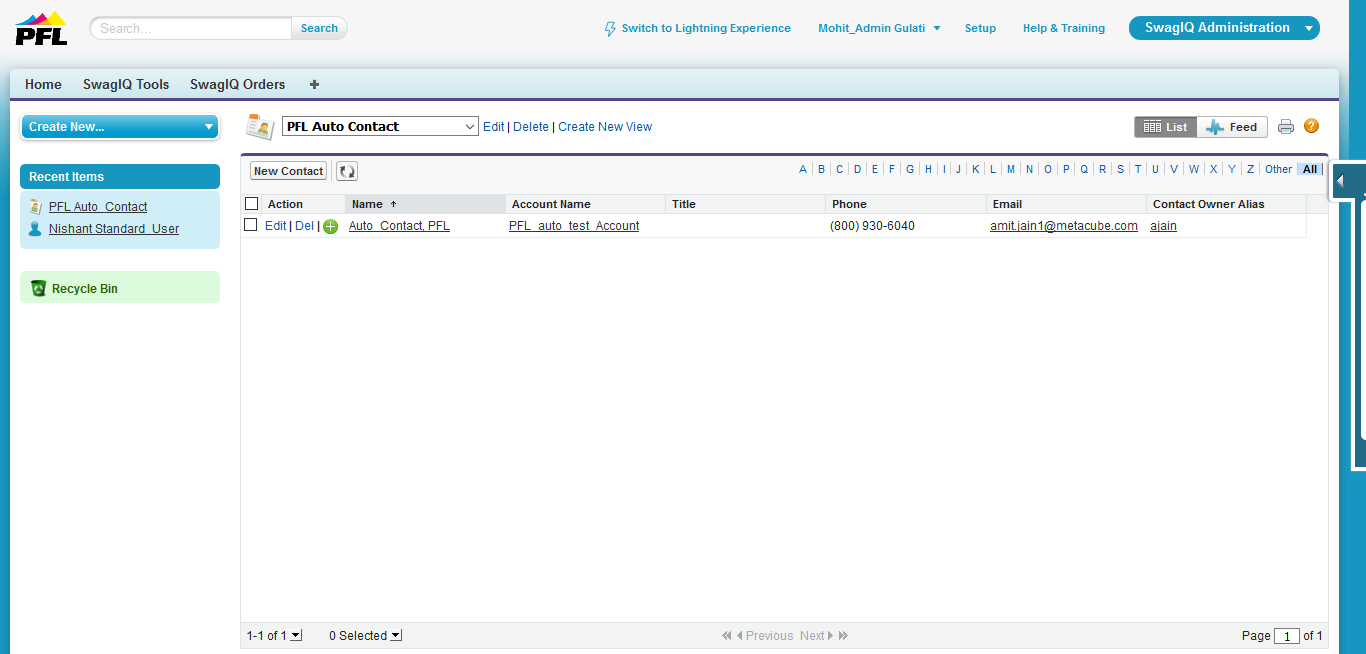 PFL Search... Search Switch to Lightning Experience Mohit_Admin Gulati Setup Help & Training SwagIQ Administration
Home SwagIQ Tools SwagIQ Orders +
Create New...
Recent Items
PFL Auto_Contact
Nishant Standard_User
Recycle Bin
PFL Auto Contact Edit | Delete | Create New View List Feed ?
New Contact A B C D E F G H I J K L M N O P Q R S T U V W X Y Z Other All
Action Name Account Name Title Phone Email Contact Owner Alias
Edit | Del | Auto_Contact, PFL PFL_auto_test_Account (800) 930-6040 amit.jain1@metacube.com ajain
1-1 of 1 0 Selected Previous Next Page 1 of 1